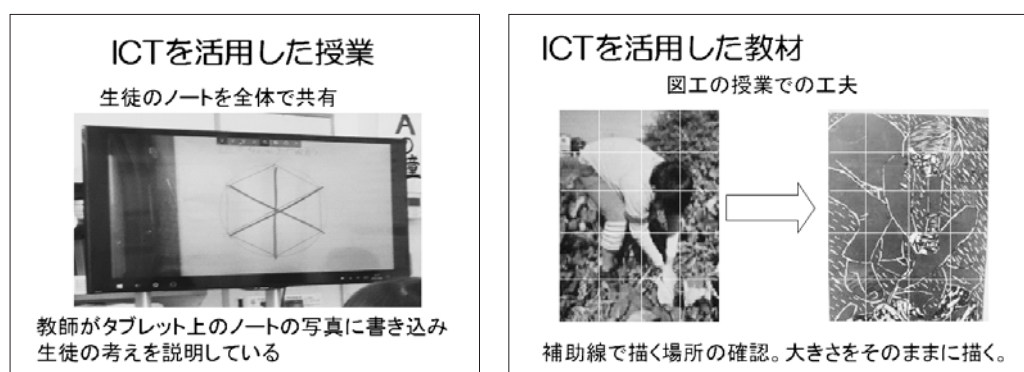 ICTを活用した授業
生徒のノートを全体で共有
Aの瞳
教師がタブレット上のノートの写真に書き込み
生徒の考えを説明している
ICTを活用した教材
図工の授業での工夫
補助線で描く場所の確認。大きさをそのままに描く。